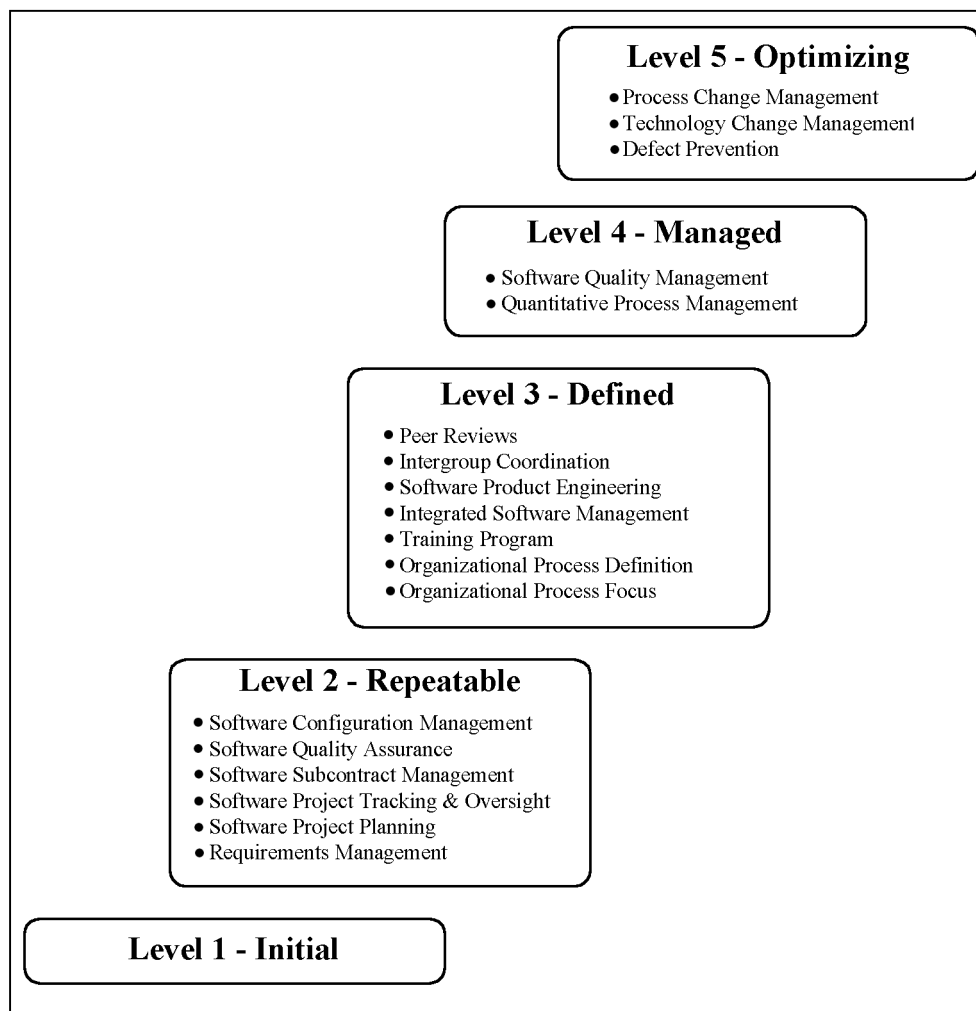 Level 5 - Optimizing
• Process Change Management
• Technology Change Management
• Defect Prevention
Level 4 - Managed
• Software Quality Management
• Quantitative Process Management
Level 3 - Defined
• Peer Reviews
• Intergroup Coordination
• Software Product Engineering
• Integrated Software Management
• Training Program
• Organizational Process Definition
• Organizational Process Focus
Level 2 - Repeatable
• Software Configuration Management
• Software Quality Assurance
• Software Subcontract Management
• Software Project Tracking & Oversight
• Software Project Planning
• Requirements Management
Level 1 - Initial